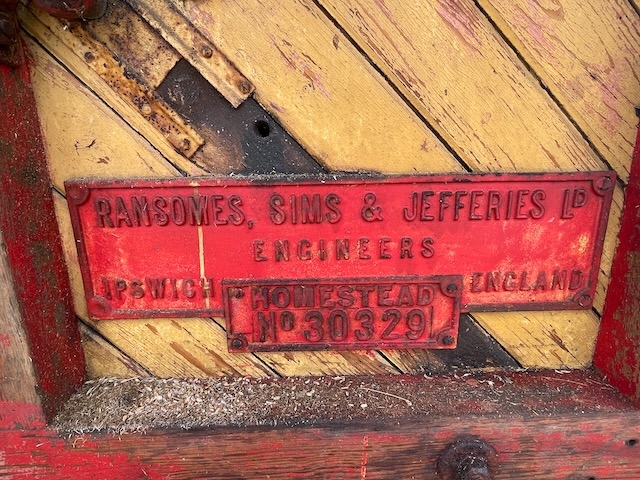 RANSOMES, SIMS & JEFFERIES LD
ENGINEERS
IPSWICH ENGLAND
HOMESTEAD
No 30329